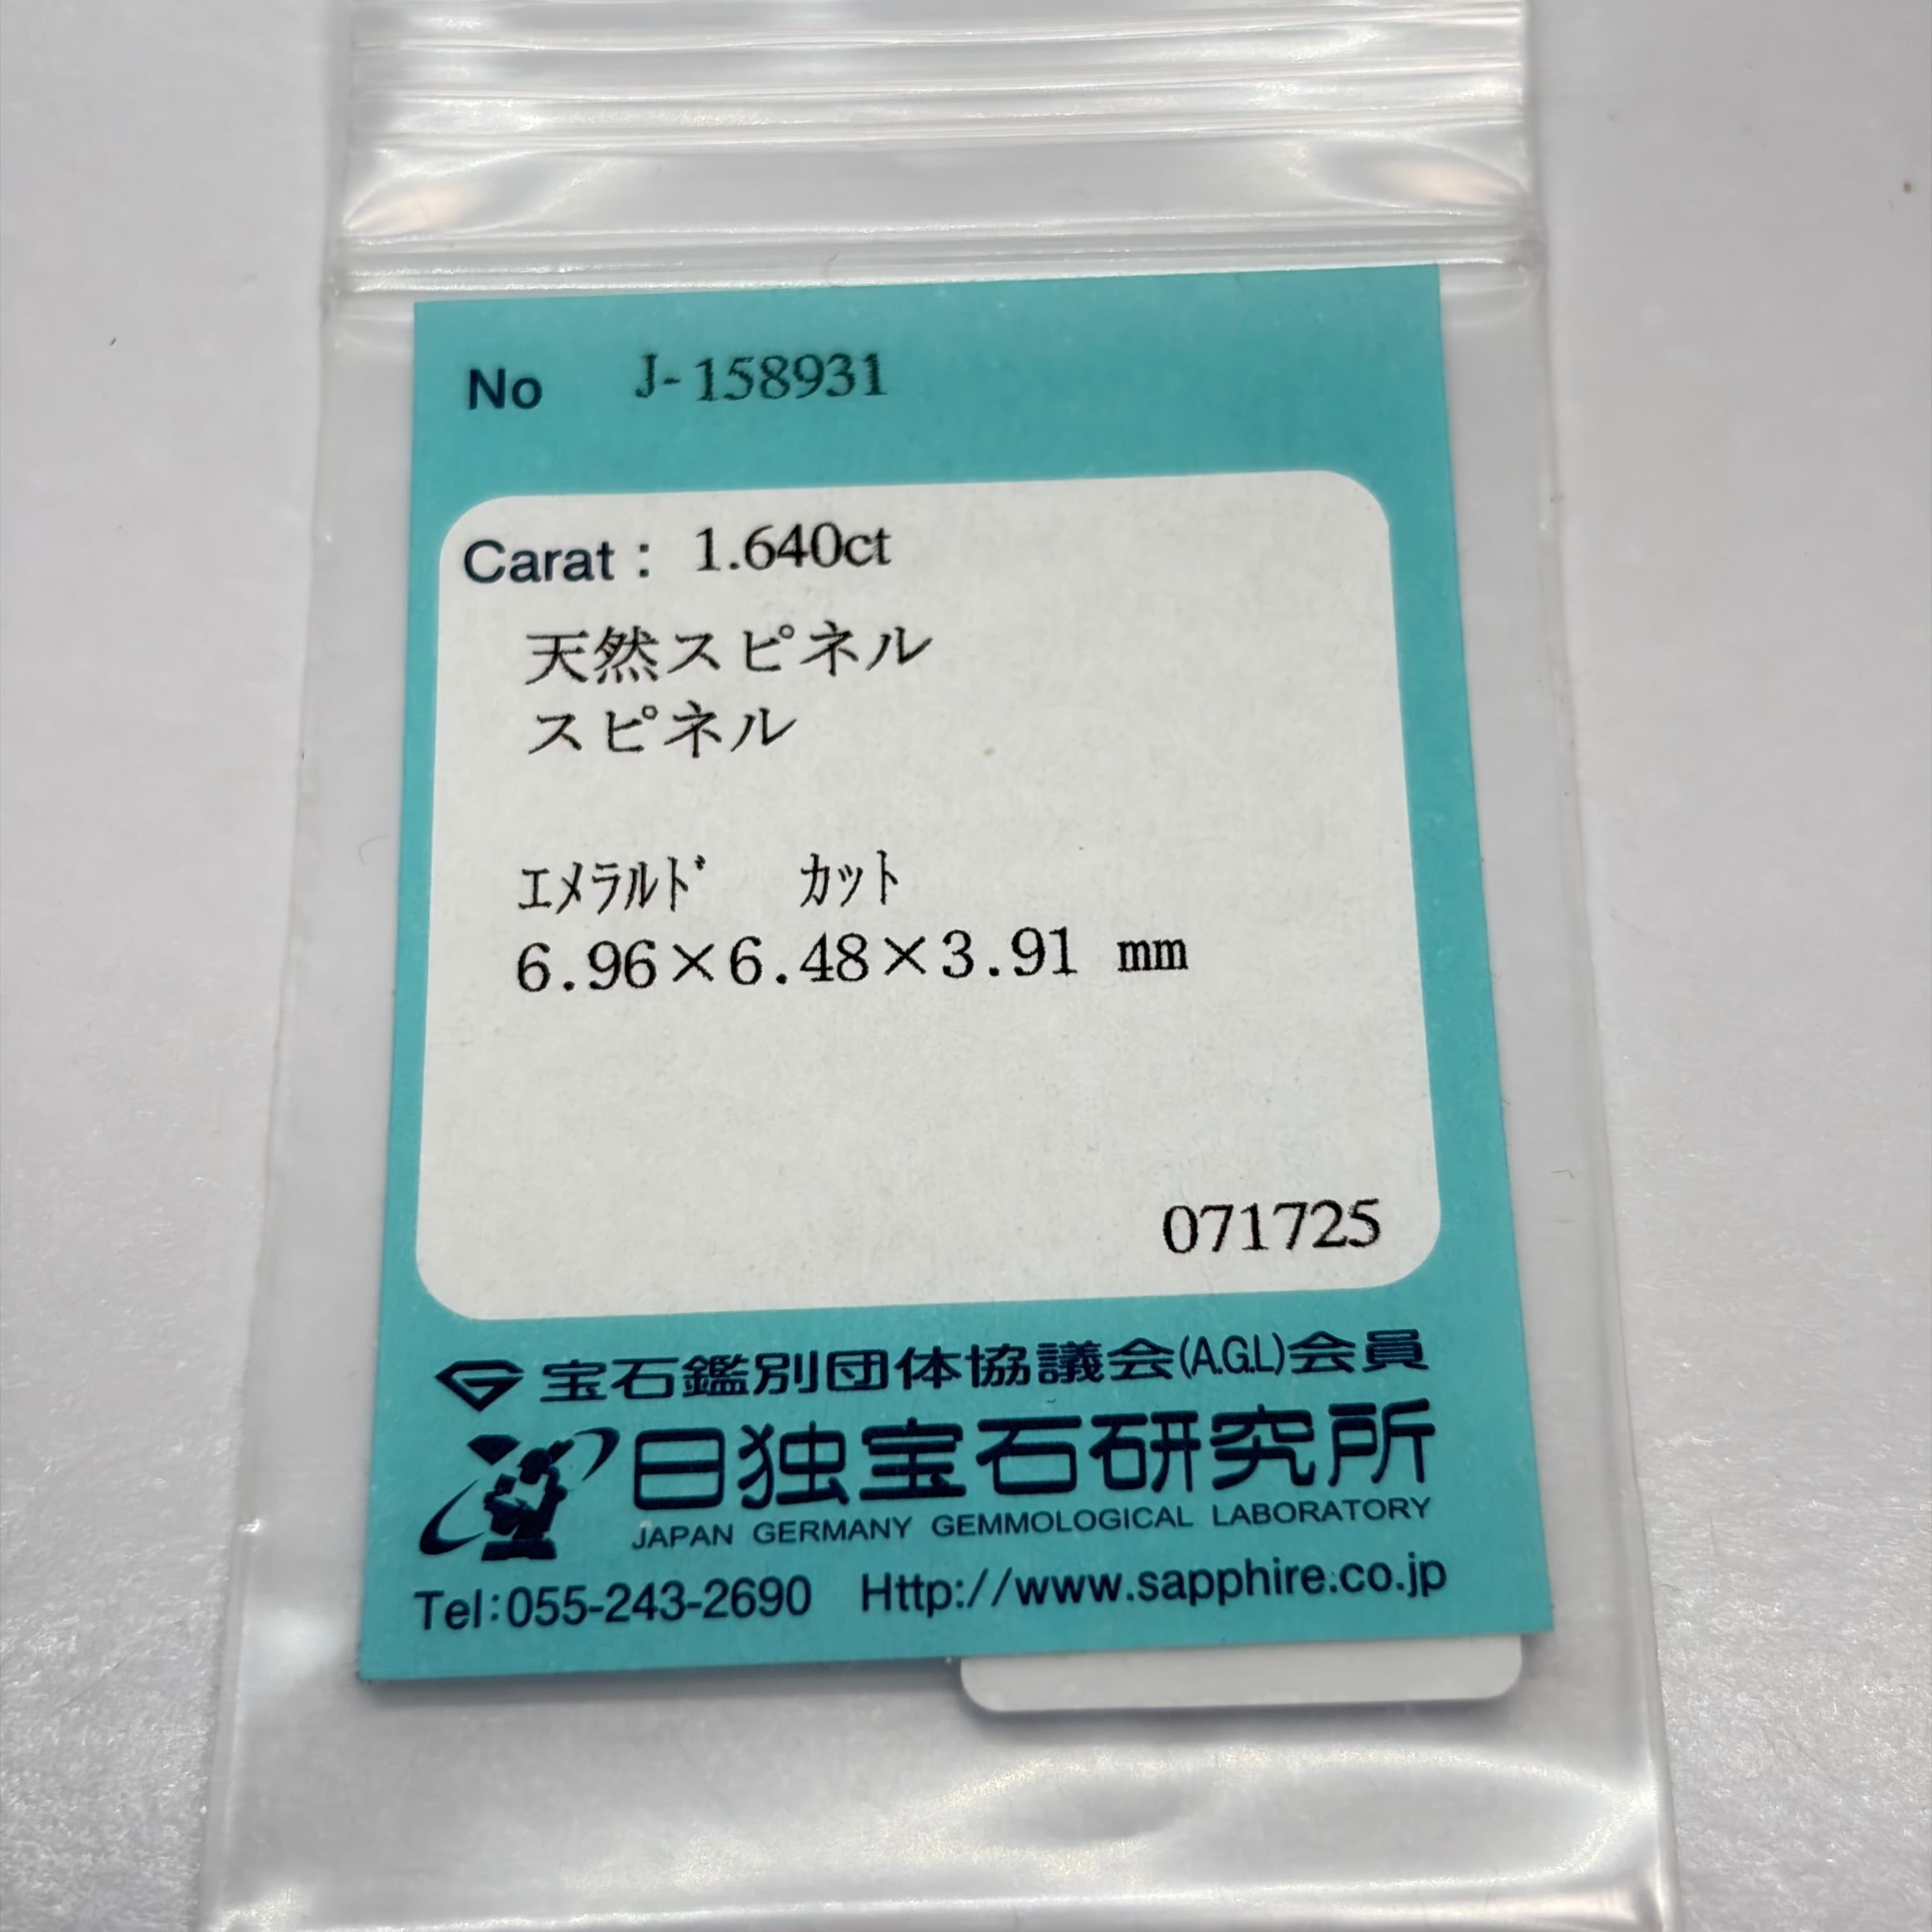 No J-158931
Carat : 1.640ct
天然スピネル
スピネル
ｴﾒﾗﾙﾄﾞ ｶｯﾄ
6.96×6.48×3.91 mm
071725
宝石鑑別団体協議会(A.G.L)会員
日独宝石研究所
JAPAN GERMANY GEMMOLOGICAL LABORATORY
Tel:055-243-2690 Http://www.sapphire.co.jp